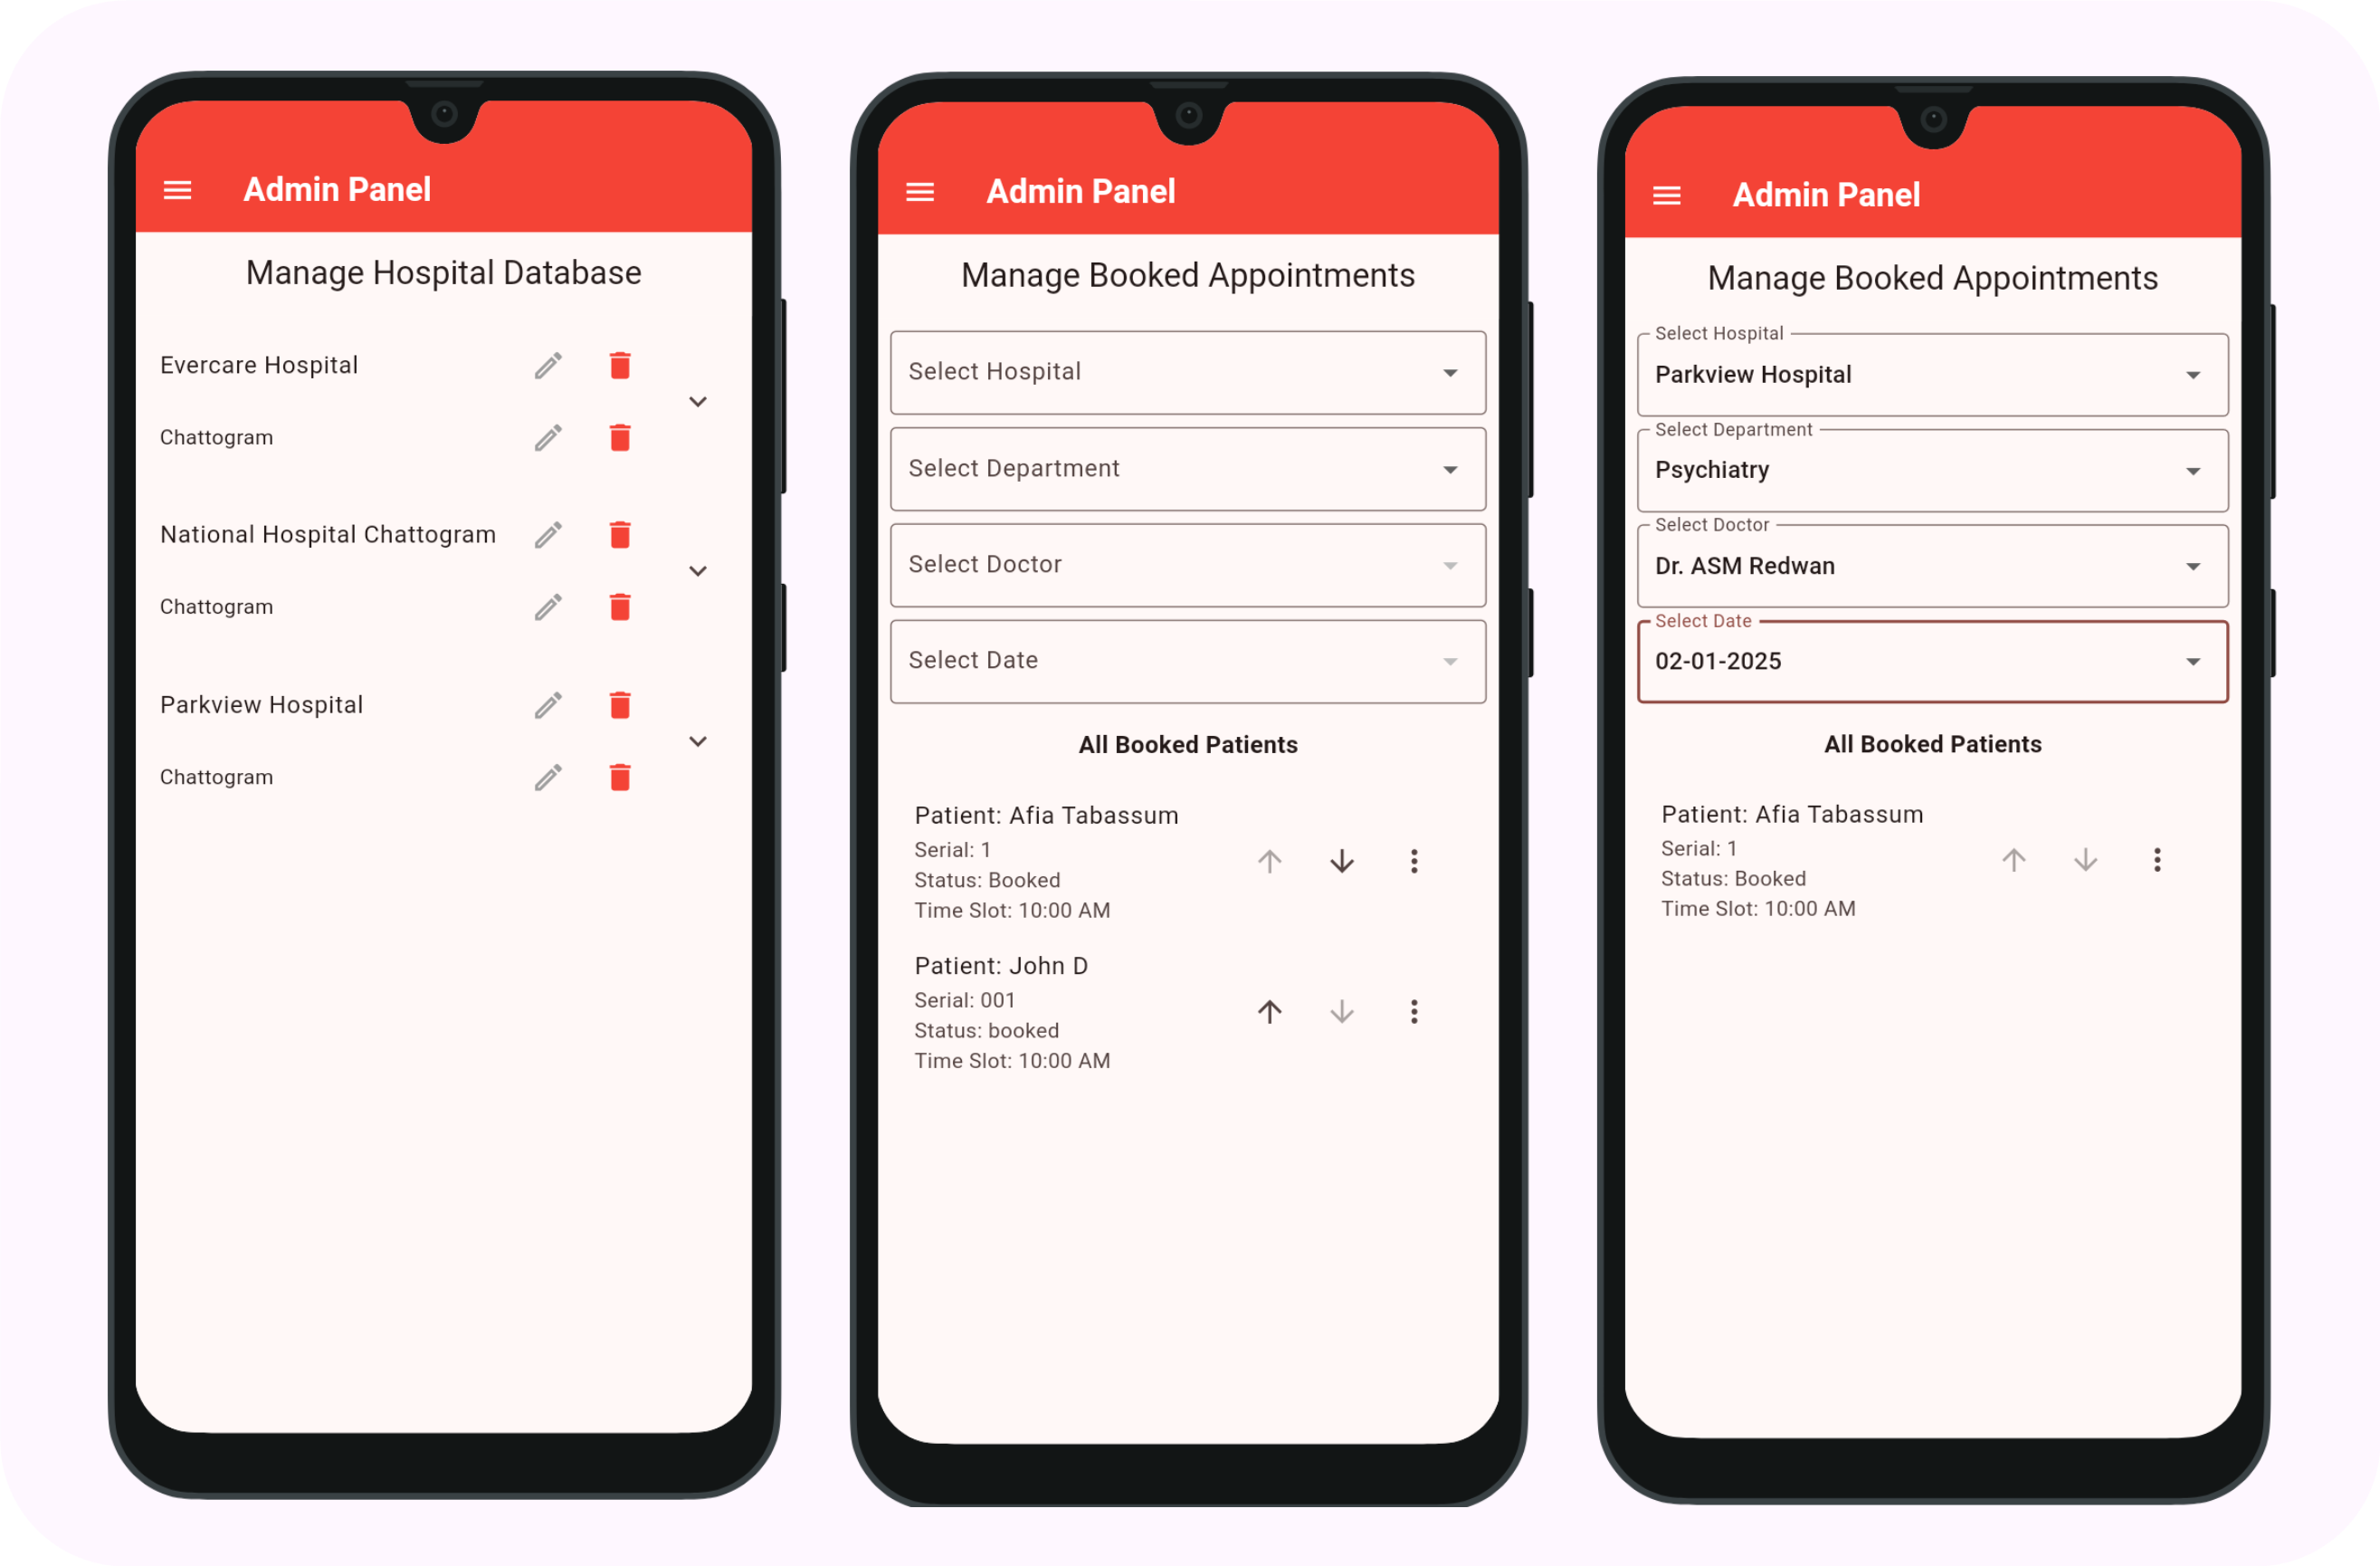 Admin Panel
Manage Hospital Database
Evercare Hospital
Chattogram
National Hospital Chattogram
Chattogram
Parkview Hospital
Chattogram
Admin Panel
Manage Booked Appointments
Select Hospital
Select Department
Select Doctor
Select Date
All Booked Patients
Patient: Afia Tabassum
Serial: 1
Status: Booked
Time Slot: 10:00 AM
Patient: John D
Serial: 001
Status: booked
Time Slot: 10:00 AM
Admin Panel
Manage Booked Appointments
Select Hospital
Parkview Hospital
Select Department
Psychiatry
Select Doctor
Dr. ASM Redwan
Select Date
02-01-2025
All Booked Patients
Patient: Afia Tabassum
Serial: 1
Status: Booked
Time Slot: 10:00 AM